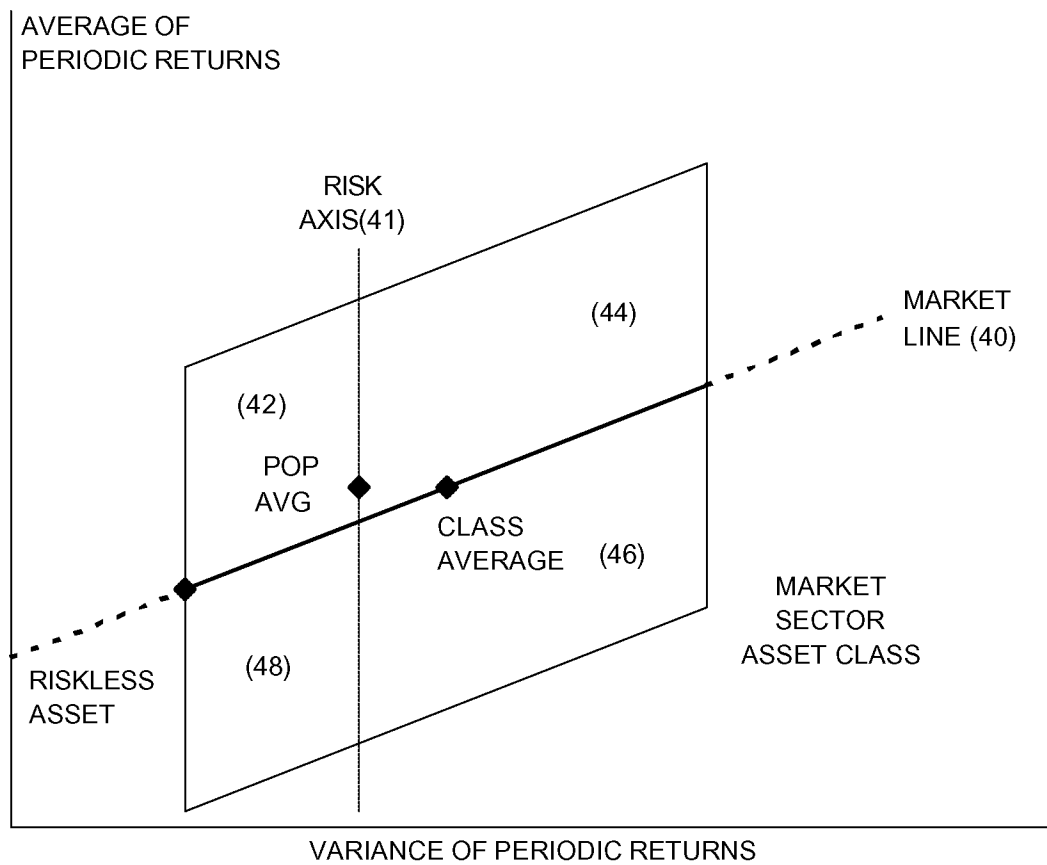 AVERAGE OF
PERIODIC RETURNS
RISK
AXIS(41)
(44)
MARKET
LINE (40)
(42)
POP
AVG
CLASS
AVERAGE
(46)
MARKET
SECTOR
ASSET CLASS
(48)
RISKLESS
ASSET
VARIANCE OF PERIODIC RETURNS